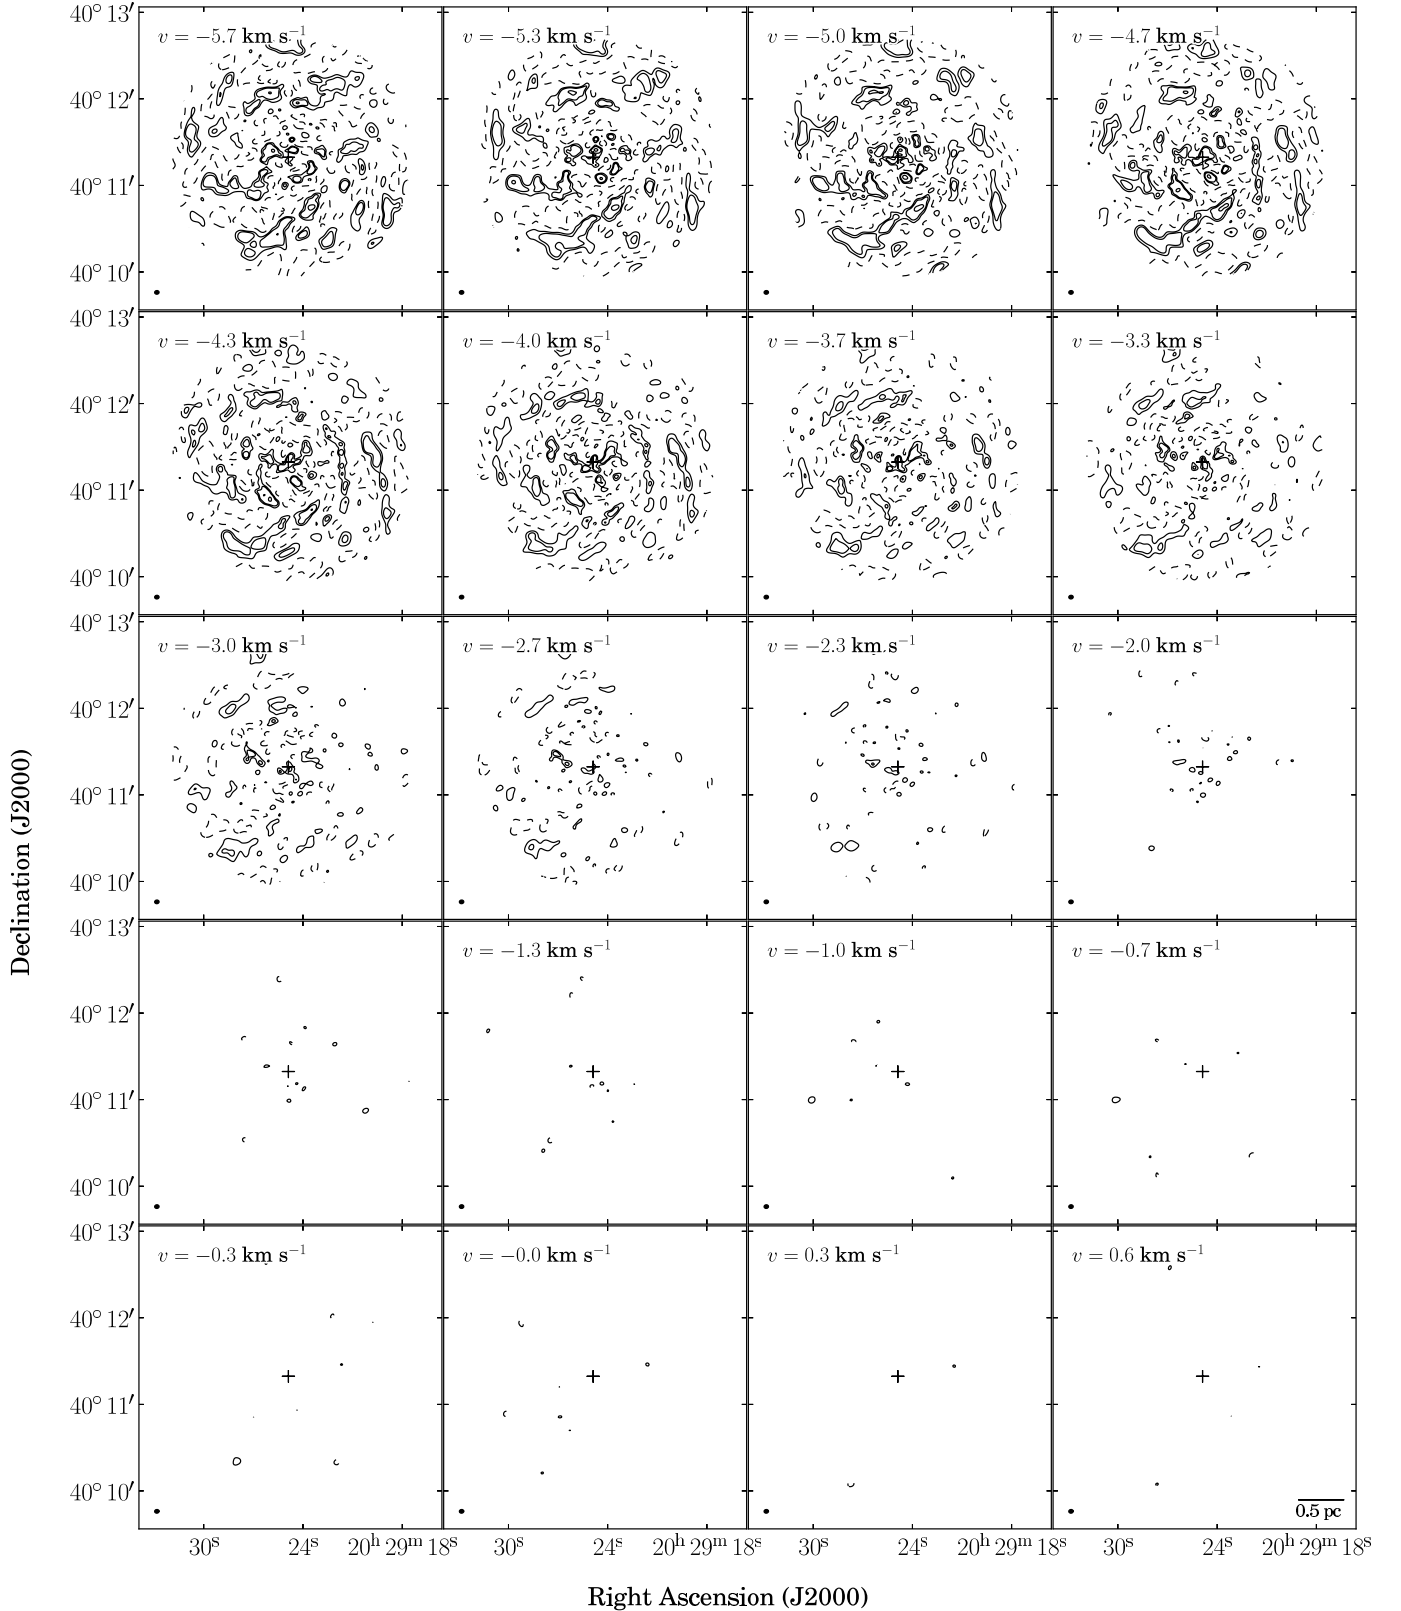 40° 13′
v = −5.7 km s⁻¹ v = −5.3 km s⁻¹ v = −5.0 km s⁻¹ v = −4.7 km s⁻¹
40° 12′
40° 11′
40° 10′
40° 13′
v = −4.3 km s⁻¹ v = −4.0 km s⁻¹ v = −3.7 km s⁻¹ v = −3.3 km s⁻¹
40° 12′
40° 11′
40° 10′
40° 13′
v = −3.0 km s⁻¹ v = −2.7 km s⁻¹ v = −2.3 km s⁻¹ v = −2.0 km s⁻¹
40° 12′
40° 11′
40° 10′
40° 13′
v = −1.3 km s⁻¹ v = −1.0 km s⁻¹ v = −0.7 km s⁻¹
40° 12′
40° 11′
40° 10′
40° 13′
v = −0.3 km s⁻¹ v = −0.0 km s⁻¹ v = 0.3 km s⁻¹ v = 0.6 km s⁻¹
40° 12′
40° 11′
40° 10′
0.5 pc
30ˢ 24ˢ 20ʰ 29ᵐ 18ˢ 30ˢ 24ˢ 20ʰ 29ᵐ 18ˢ 30ˢ 24ˢ 20ʰ 29ᵐ 18ˢ 30ˢ 24ˢ 20ʰ 29ᵐ 18ˢ
Right Ascension (J2000)
Declination (J2000)